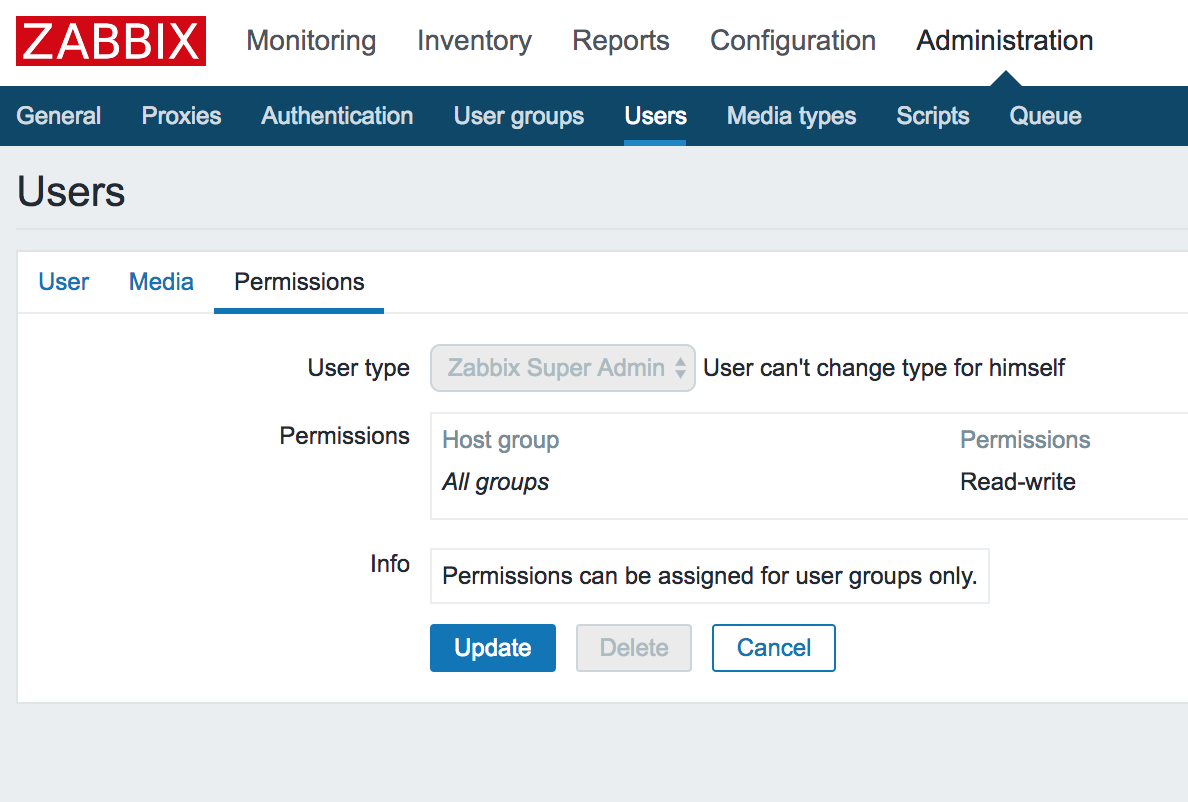 ZABBIX Monitoring Inventory Reports Configuration Administration
General Proxies Authentication User groups Users Media types Scripts Queue
Users
User Media Permissions
User type Zabbix Super Admin User can't change type for himself
Permissions Host group Permissions
All groups Read-write
Info Permissions can be assigned for user groups only.
Update Delete Cancel